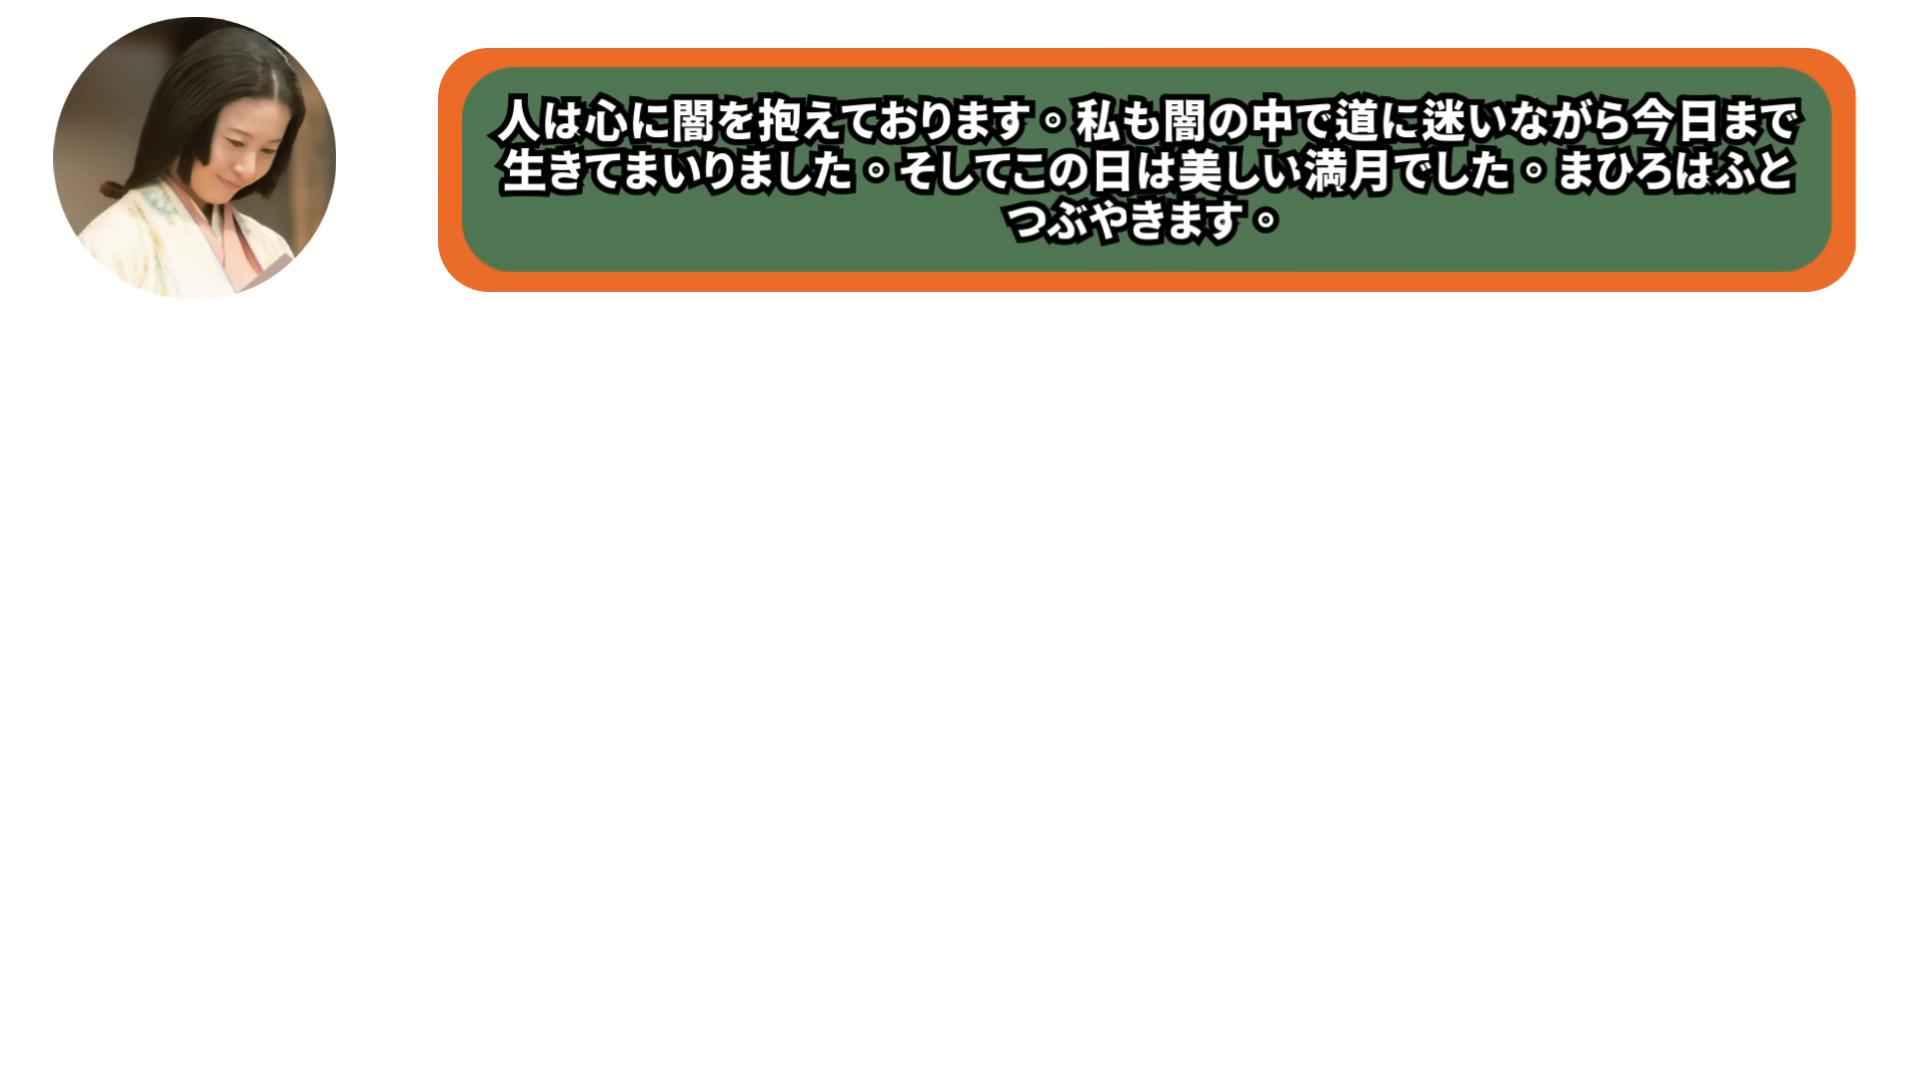 人は心に闇を抱えております。私も闇の中で道に迷いながら今日まで
生きてまいりました。そしてこの日は美しい満月でした。まひろはふと
つぶやきます。